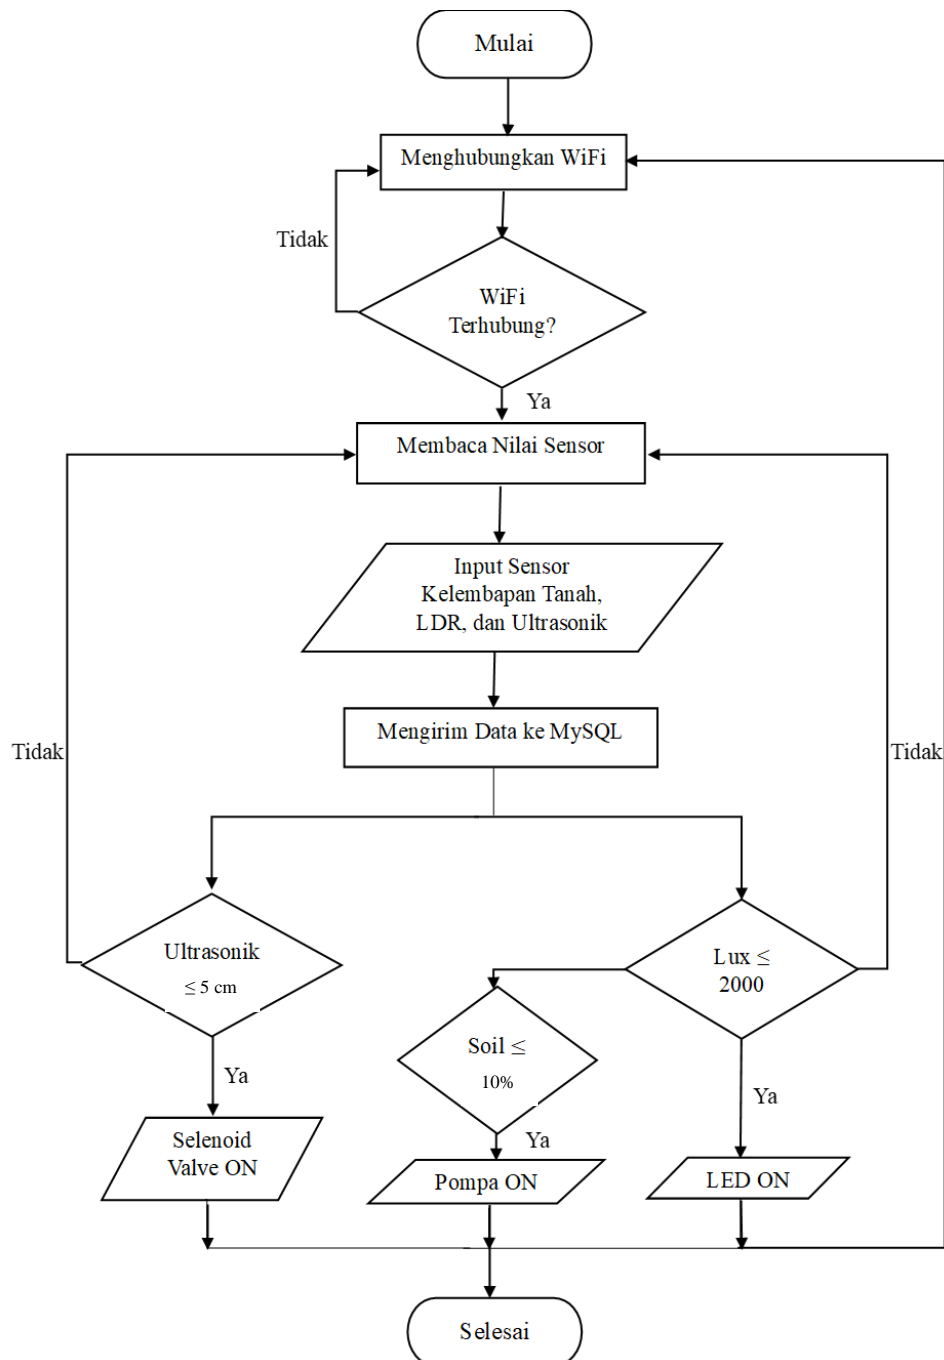 Mulai
Menghubungkan WiFi
Tidak
WiFi
Terhubung?
Ya
Membaca Nilai Sensor
Input Sensor
Kelembapan Tanah,
LDR, dan Ultrasonik
Mengirim Data ke MySQL
Tidak
Tidak
Ultrasonik
≤ 5 cm
Lux ≤
2000
Soil ≤
10%
Ya
Ya
Ya
Selenoid
Valve ON
Pompa ON
LED ON
Selesai